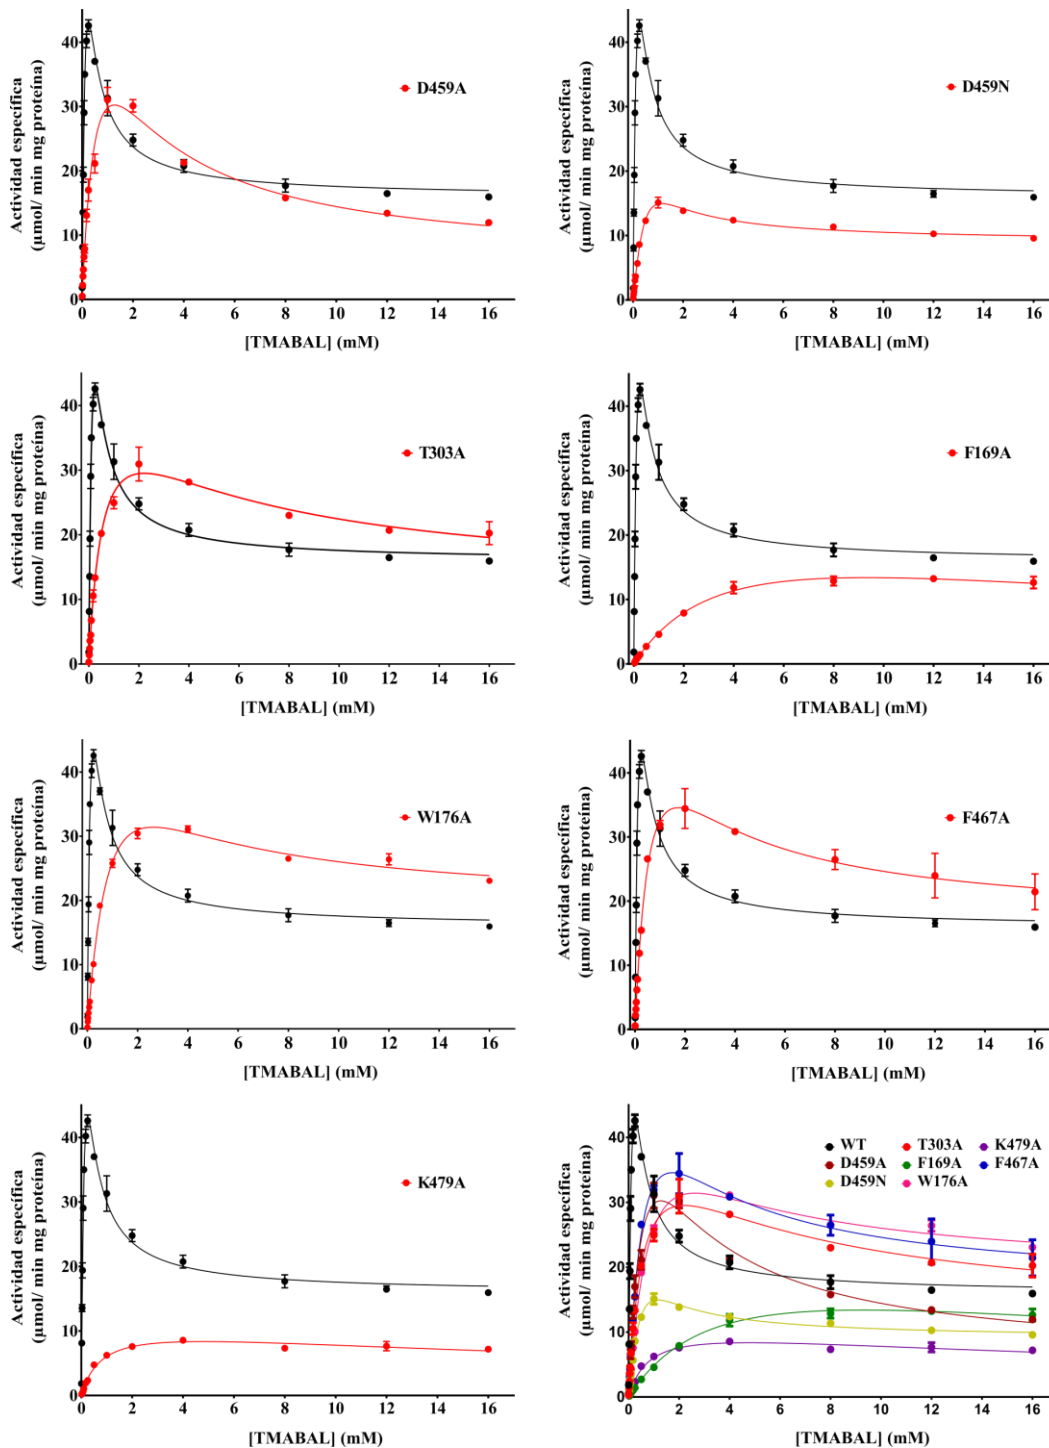 Actividad específica
(µmol/ min mg proteína)
40
30
20
10
0
D459A
0 2 4 6 8 10 12 14 16
[TMABAL] (mM)
Actividad específica
(µmol/ min mg proteína)
40
30
20
10
0
D459N
0 2 4 6 8 10 12 14 16
[TMABAL] (mM)
Actividad específica
(µmol/ min mg proteína)
40
30
20
10
0
T303A
0 2 4 6 8 10 12 14 16
[TMABAL] (mM)
Actividad específica
(µmol/ min mg proteína)
40
30
20
10
0
F169A
0 2 4 6 8 10 12 14 16
[TMABAL] (mM)
Actividad específica
(µmol/ min mg proteína)
40
30
20
10
0
W176A
0 2 4 6 8 10 12 14 16
[TMABAL] (mM)
Actividad específica
(µmol/ min mg proteína)
40
30
20
10
0
F467A
0 2 4 6 8 10 12 14 16
[TMABAL] (mM)
Actividad específica
(µmol/ min mg proteína)
40
30
20
10
0
K479A
0 2 4 6 8 10 12 14 16
[TMABAL] (mM)
Actividad específica
(µmol/ min mg proteína)
40
30
20
10
0
WT T303A K479A
D459A F169A F467A
D459N W176A
0 2 4 6 8 10 12 14 16
[TMABAL] (mM)